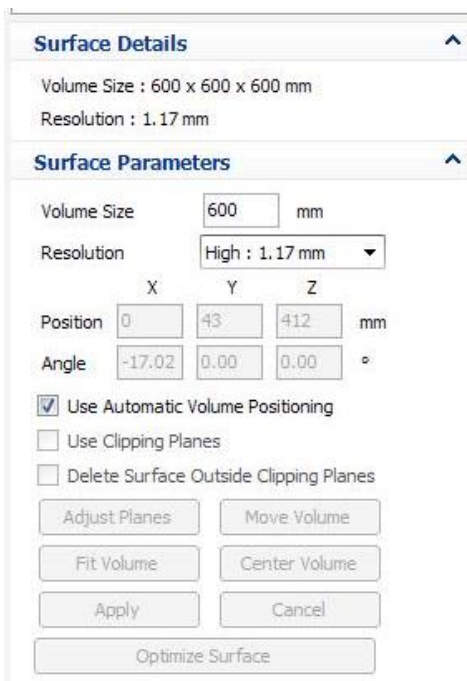 Surface Details
Volume Size : 600 x 600 x 600 mm
Resolution : 1.17 mm
Surface Parameters
Volume Size 600 mm
Resolution High : 1.17 mm
X Y Z
Position 0 43 412 mm
Angle -17.02 0.00 0.00 °
Use Automatic Volume Positioning
Use Clipping Planes
Delete Surface Outside Clipping Planes
Adjust Planes Move Volume
Fit Volume Center Volume
Apply Cancel
Optimize Surface